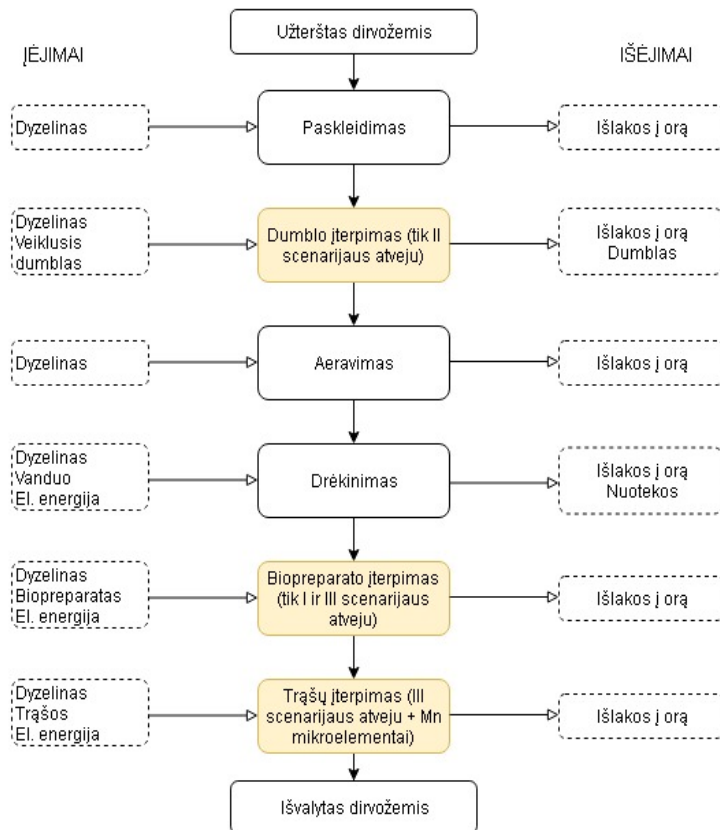 Užterštas dirvožemis
ĮĖJIMAI
IŠĖJIMAI
Dyzelinas
Paskleidimas
Išlakos į orą
Dyzelinas
Veiklusis
dumblas
Dumblo įterpimas (tik II
scenarijaus atveju)
Išlakos į orą
Dumblas
Dyzelinas
Aeravimas
Išlakos į orą
Dyzelinas
Vanduo
El. energija
Drėkinimas
Išlakos į orą
Nuotekos
Dyzelinas
Biopreparatas
El. energija
Biopreparato įterpimas
(tik I ir III scenarijaus
atveju)
Išlakos į orą
Dyzelinas
Trąšos
El. energija
Trąšų įterpimas (III
scenarijaus atveju + Mn
mikroelementai)
Išlakos į orą
Išvalytas dirvožemis